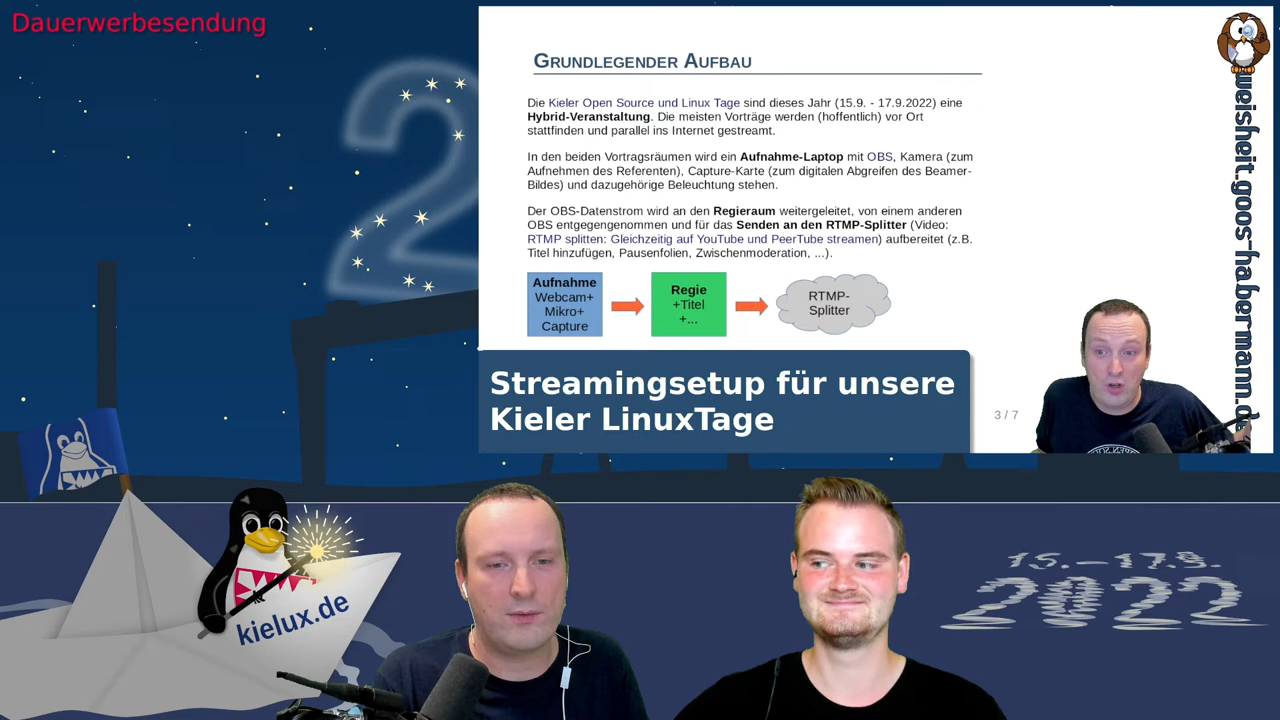 Dauerwerbesendung
GRUNDLEGENDER AUFBAU
Die Kieler Open Source und Linux Tage sind dieses Jahr (15.9. - 17.9.2022) eine
Hybrid-Veranstaltung. Die meisten Vorträge werden (hoffentlich) vor Ort
stattfinden und parallel ins Internet gestreamt.
In den beiden Vortragsräumen wird ein Aufnahme-Laptop mit OBS, Kamera (zum
Aufnehmen des Referenten), Capture-Karte (zum digitalen Abgreifen des Beamer-
Bildes) und dazugehörige Beleuchtung stehen.
Der OBS-Datenstrom wird an den Regieraum weitergeleitet, von einem anderen
OBS entgegengenommen und für das Senden an den RTMP-Splitter (Video:
RTMP splitten: Gleichzeitig auf YouTube und PeerTube streamen) aufbereitet (z.B.
Titel hinzufügen, Pausenfolien, Zwischenmoderation, ...).
Aufnahme
Webcam+
Mikro+
Capture
Regie
+Titel
+...
RTMP-
Splitter
Streamingsetup für unsere
Kieler LinuxTage
3 / 7
weisheit.goos-habermann.de
2
kielux.de
15.–17.9.
2022